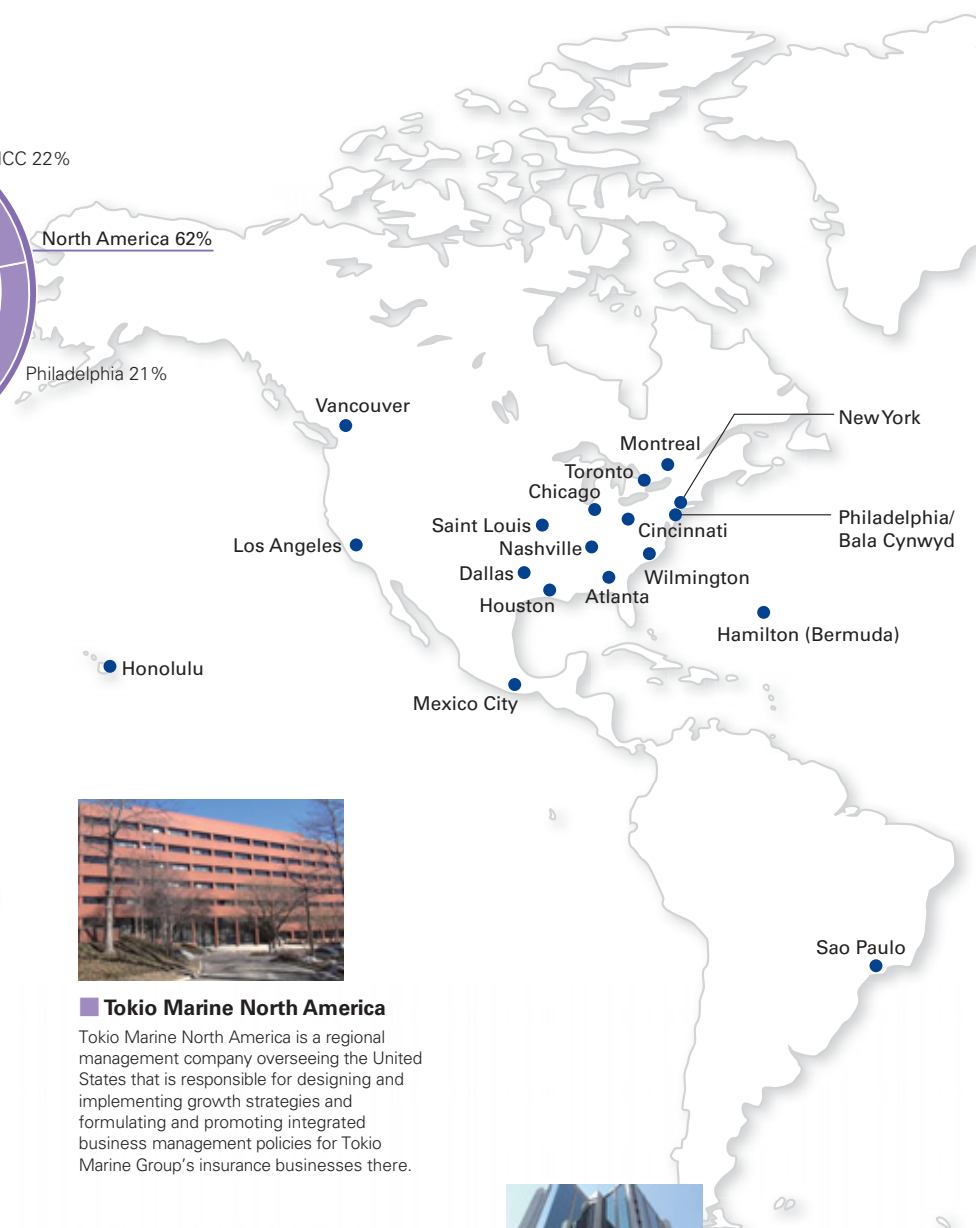 ICC 22%
North America 62%
Philadelphia 21%
Vancouver
New York
Montreal
Toronto
Chicago
Saint Louis
Cincinnati
Philadelphia/
Bala Cynwyd
Los Angeles
Nashville
Dallas
Wilmington
Houston
Atlanta
Hamilton (Bermuda)
Honolulu
Mexico City
Sao Paulo
Tokio Marine North America
Tokio Marine North America is a regional
management company overseeing the United
States that is responsible for designing and
implementing growth strategies and
formulating and promoting integrated
business management policies for Tokio
Marine Group's insurance businesses there.